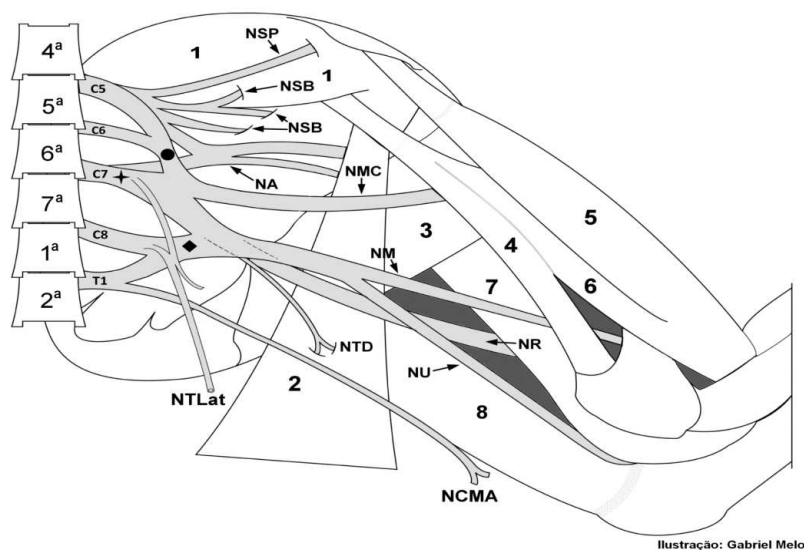 4ª
5ª
6ª
7ª
1ª
2ª
C5
C6
C7
C8
T1
1
NSP
1
NSB
NSB
NSB
NA
NMC
3
4
5
6
NM
7
NR
NU
NTD
2
8
NTLat
NCMA
Ilustração: Gabriel Melo